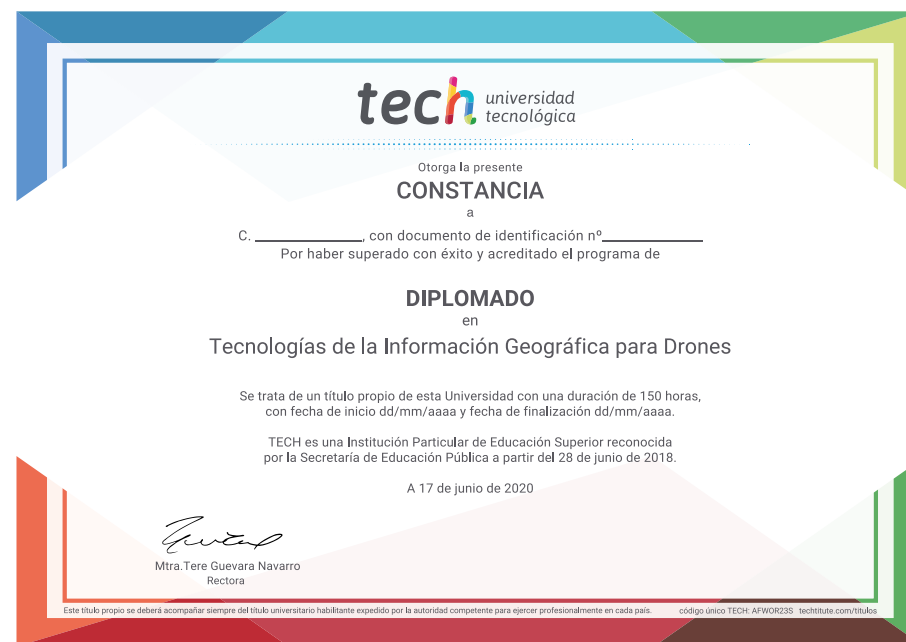 tech universidad
tecnológica
Otorga la presente
CONSTANCIA
a
C. ____________, con documento de identificación nº____________
Por haber superado con éxito y acreditado el programa de
DIPLOMADO
en
Tecnologías de la Información Geográfica para Drones
Se trata de un título propio de esta Universidad con una duración de 150 horas,
con fecha de inicio dd/mm/aaaa y fecha de finalización dd/mm/aaaa.
TECH es una Institución Particular de Educación Superior reconocida
por la Secretaría de Educación Pública a partir del 28 de junio de 2018.
A 17 de junio de 2020
Mtra.Tere Guevara Navarro
Rectora
Este título propio se deberá acompañar siempre del título universitario habilitante expedido por la autoridad competente para ejercer profesionalmente en cada país. código único TECH: AFWOR23S techtitute.com/titulos